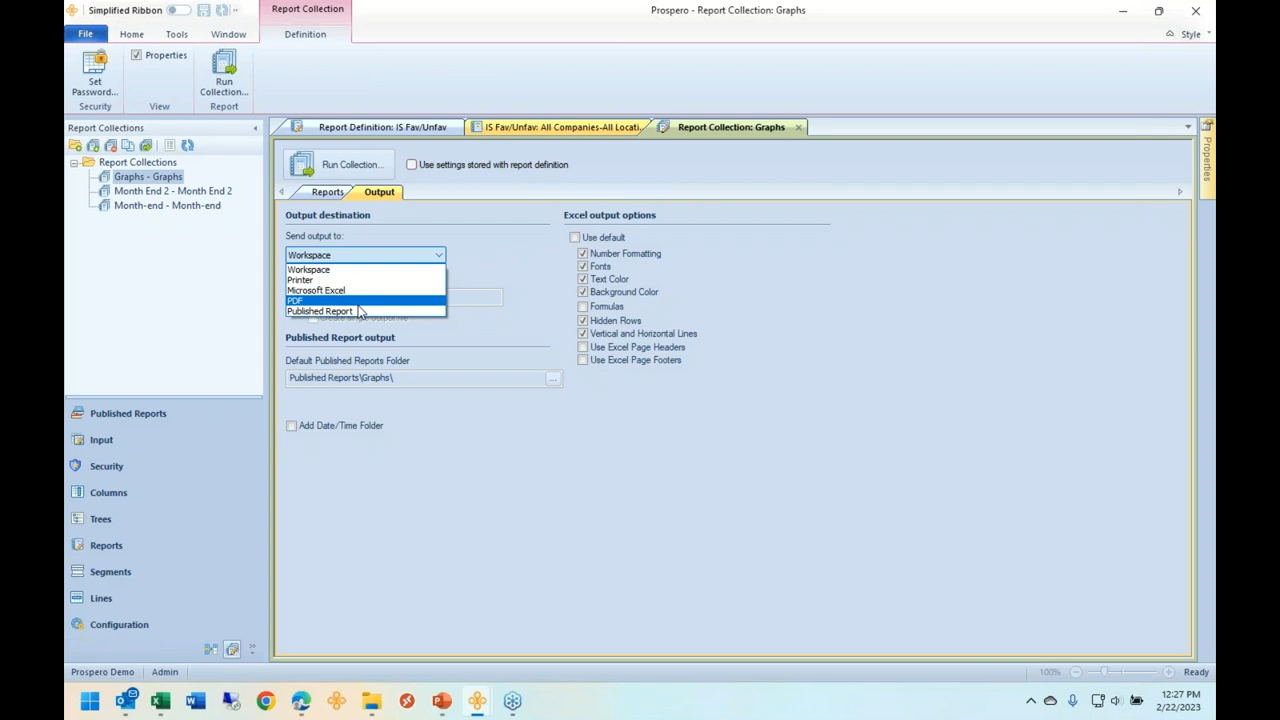 Simplified Ribbon
Report Collection
Prospero - Report Collection: Graphs
File
Home
Tools
Window
Definition
Style
Set
Password...
Properties
Run
Collection...
Security
View
Report
Report Collections
Report Collections
Graphs - Graphs
Month End 2 - Month End 2
Month-end - Month-end
Report Definition: IS Fav/Unfav
IS Fav/Unfav: All Companies-All Locati...
Report Collection: Graphs
Properties
Run Collection...
Use settings stored with report definition
Reports
Output
Output destination
Send output to:
Workspace
Workspace
Printer
Microsoft Excel
PDF
Published Report
Published Report output
Default Published Reports Folder
Published Reports\Graphs\
...
Add Date/Time Folder
Excel output options
Use default
Number Formatting
Fonts
Text Color
Background Color
Formulas
Hidden Rows
Vertical and Horizontal Lines
Use Excel Page Headers
Use Excel Page Footers
Published Reports
Input
Security
Columns
Trees
Reports
Segments
Lines
Configuration
Prospero Demo
Admin
100%
Ready
12:27 PM
2/22/2023